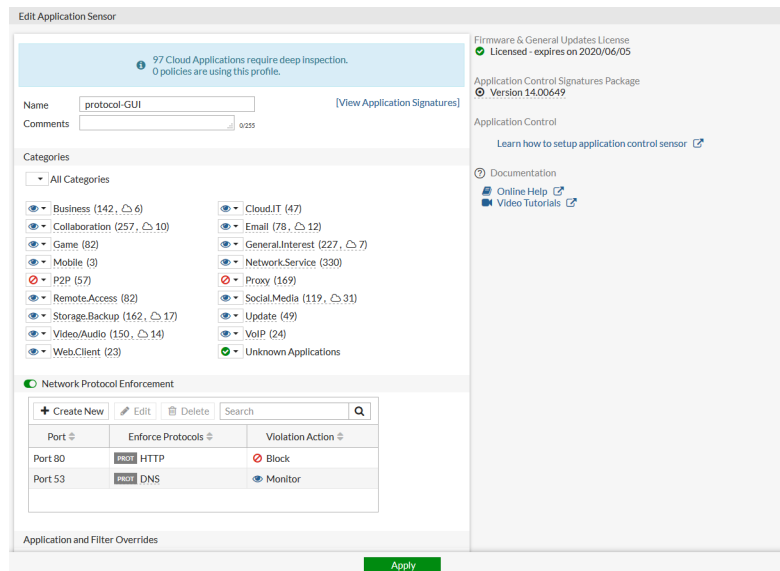 Edit Application Sensor
97 Cloud Applications require deep inspection.
0 policies are using this profile.
Name protocol-GUI [View Application Signatures]
Comments 0/255
Categories
All Categories
Business (142, 6) Cloud.IT (47)
Collaboration (257, 10) Email (78, 12)
Game (82) General.Interest (227, 7)
Mobile (3) Network.Service (330)
P2P (57) Proxy (169)
Remote.Access (82) Social.Media (119, 31)
Storage.Backup (162, 17) Update (49)
Video/Audio (150, 14) VoIP (24)
Web.Client (23) Unknown Applications
Network Protocol Enforcement
Create New Edit Delete Search
Port Enforce Protocols Violation Action
Port 80 PROT HTTP Block
Port 53 PROT DNS Monitor
Application and Filter Overrides
Apply
Firmware & General Updates License
Licensed - expires on 2020/06/05
Application Control Signatures Package
Version 14.00649
Application Control
Learn how to setup application control sensor
Documentation
Online Help
Video Tutorials